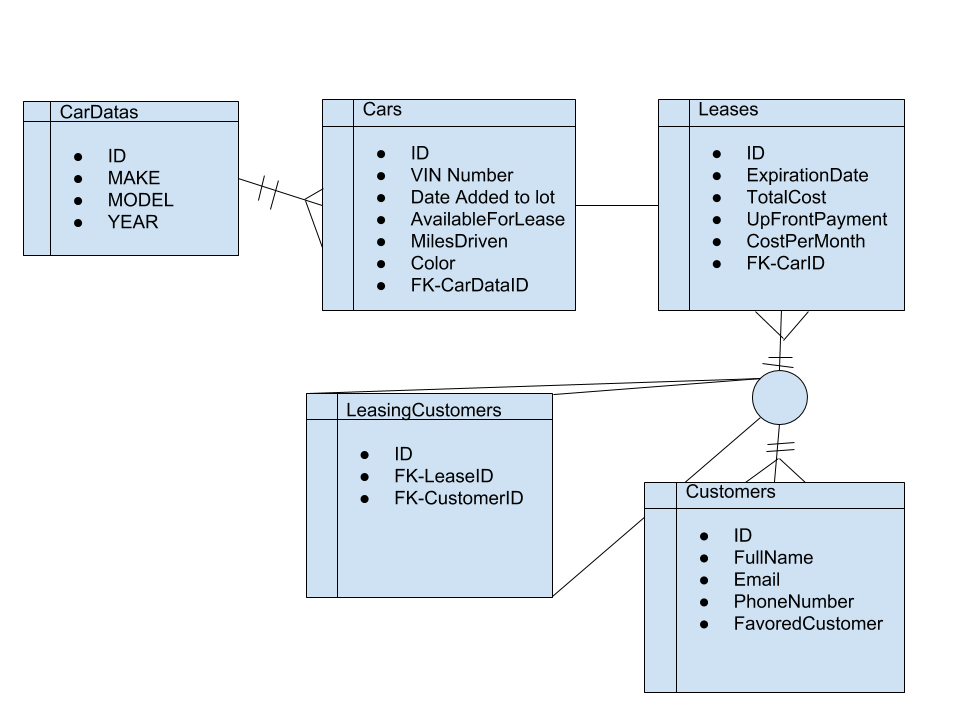 CarDatas
● ID
● MAKE
● MODEL
● YEAR
Cars
● ID
● VIN Number
● Date Added to lot
● AvailableForLease
● MilesDriven
● Color
● FK-CarDataID
Leases
● ID
● ExpirationDate
● TotalCost
● UpFrontPayment
● CostPerMonth
● FK-CarID
LeasingCustomers
● ID
● FK-LeaseID
● FK-CustomerID
Customers
● ID
● FullName
● Email
● PhoneNumber
● FavoredCustomer